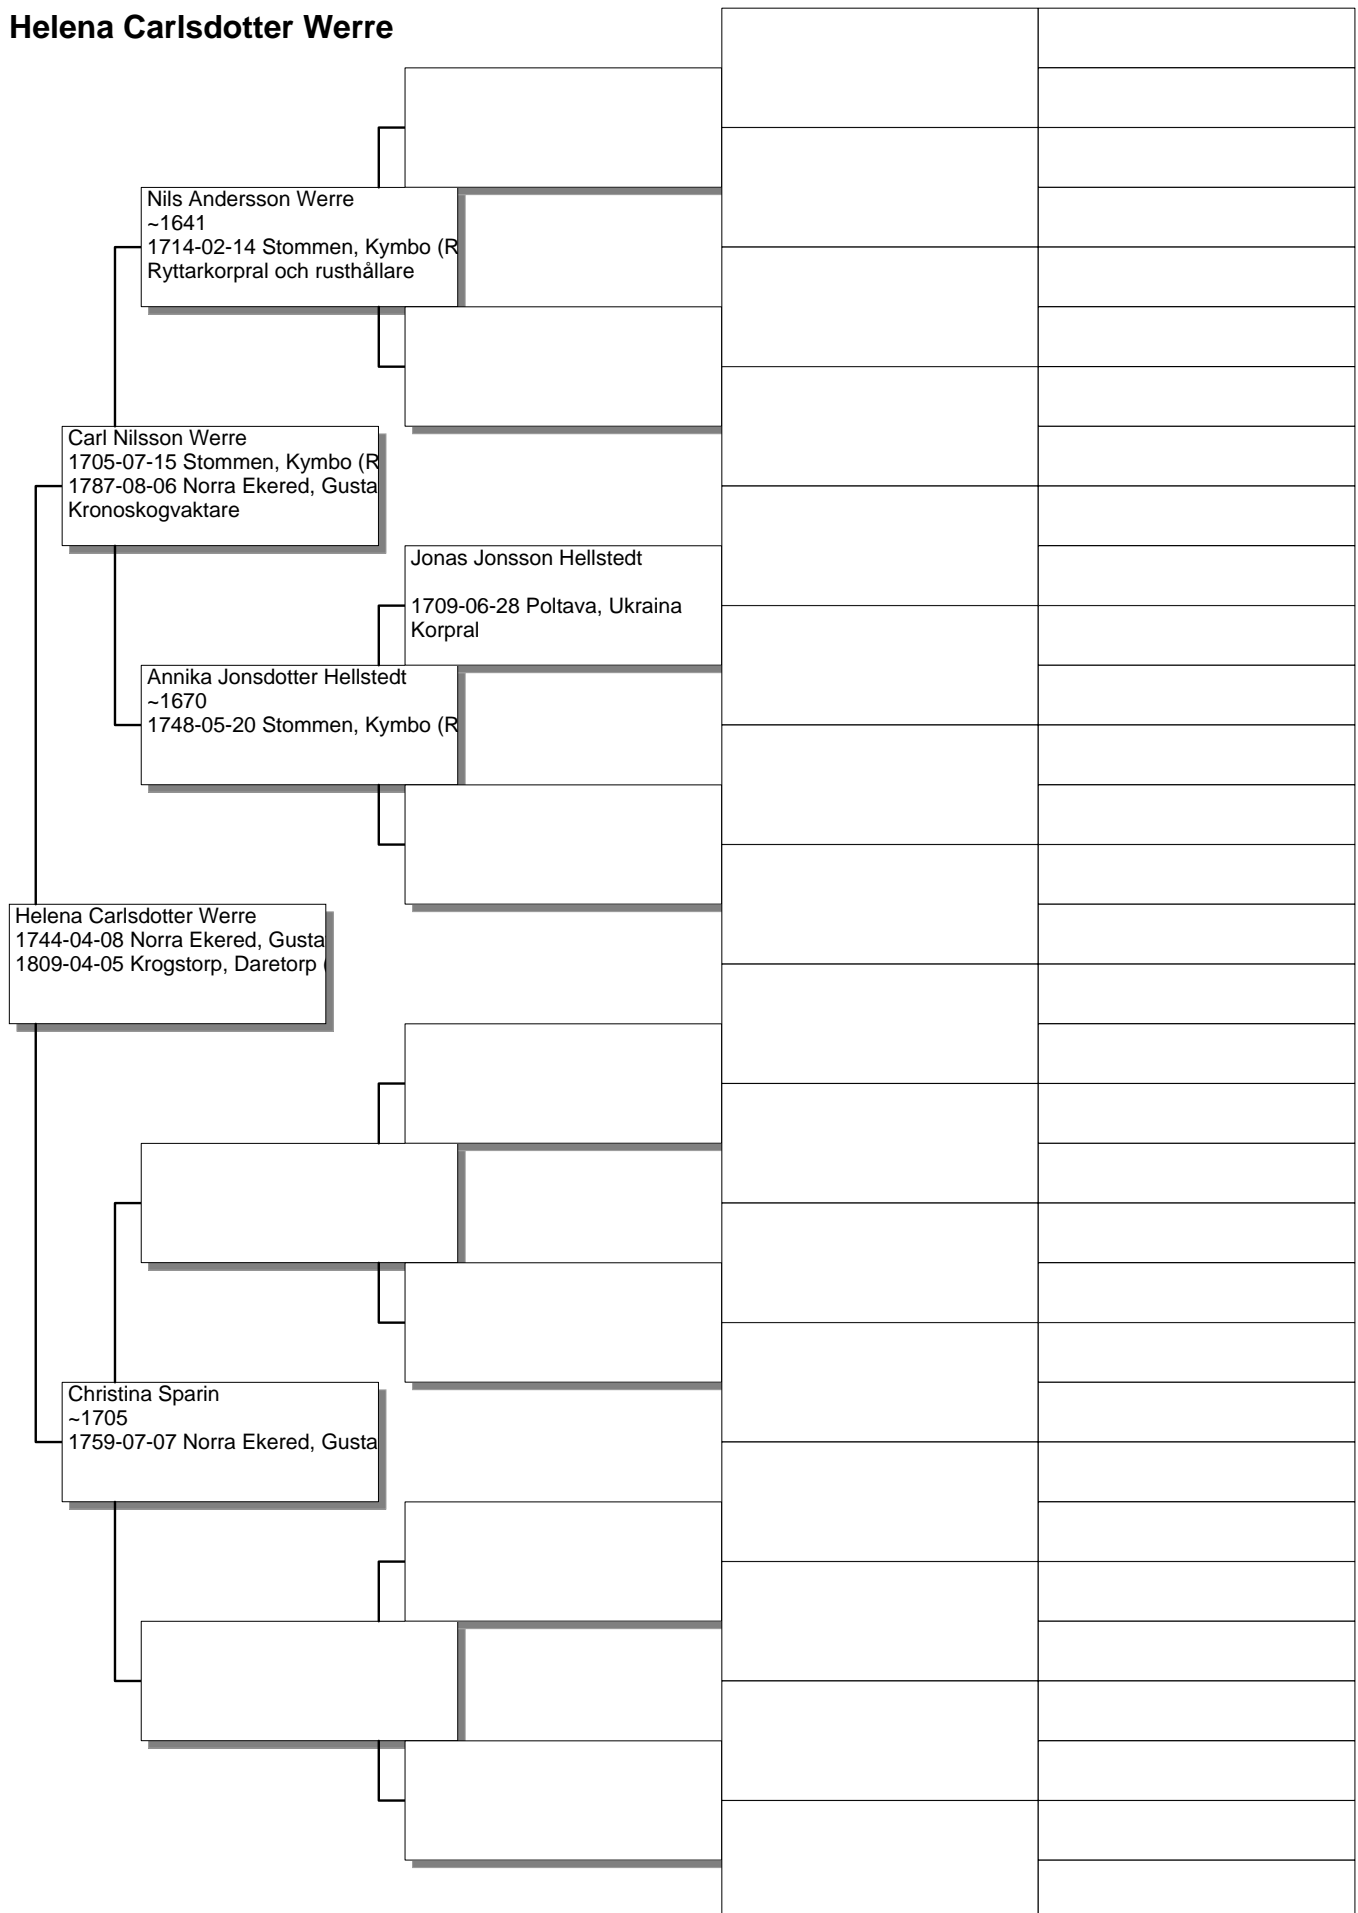 Helena Carlsdotter Werre
Nils Andersson Werre
~1641
1714-02-14 Stommen, Kymbo (R
Ryttarkorpral och rusthållare
Carl Nilsson Werre
1705-07-15 Stommen, Kymbo (R
1787-08-06 Norra Ekered, Gusta
Kronoskogvaktare
Jonas Jonsson Hellstedt
1709-06-28 Poltava, Ukraina
Korpral
Annika Jonsdotter Hellstedt
~1670
1748-05-20 Stommen, Kymbo (R
Helena Carlsdotter Werre
1744-04-08 Norra Ekered, Gusta
1809-04-05 Krogstorp, Daretorp (
Christina Sparin
~1705
1759-07-07 Norra Ekered, Gusta